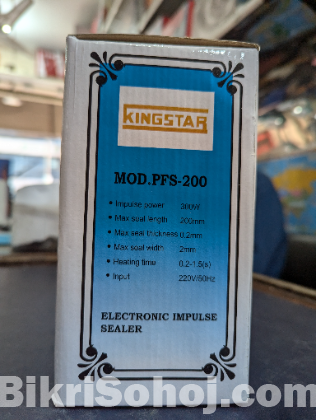 KINGSTAR
MOD.PFS-200
• Impulse power 300W
• Max seal length 200mm
• Max seal thickness 0.2mm
• Max seal width 2mm
• Heating time 0.2-1.5(s)
• Input 220V/50Hz
ELECTRONIC IMPULSE
SEALER
BikriSohoj.com